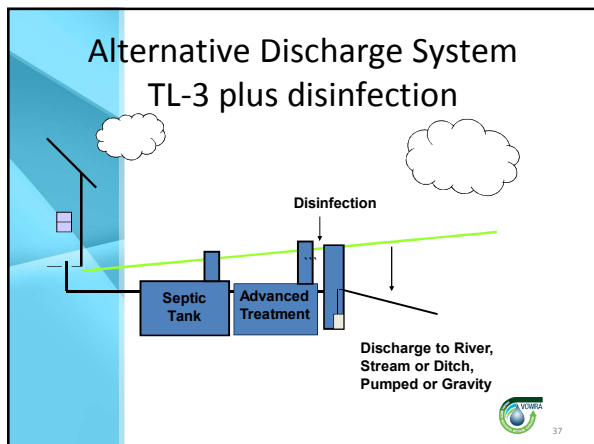 Alternative Discharge System
TL-3 plus disinfection
Disinfection
Septic
Tank
Advanced
Treatment
Discharge to River,
Stream or Ditch,
Pumped or Gravity
VOWRA
37